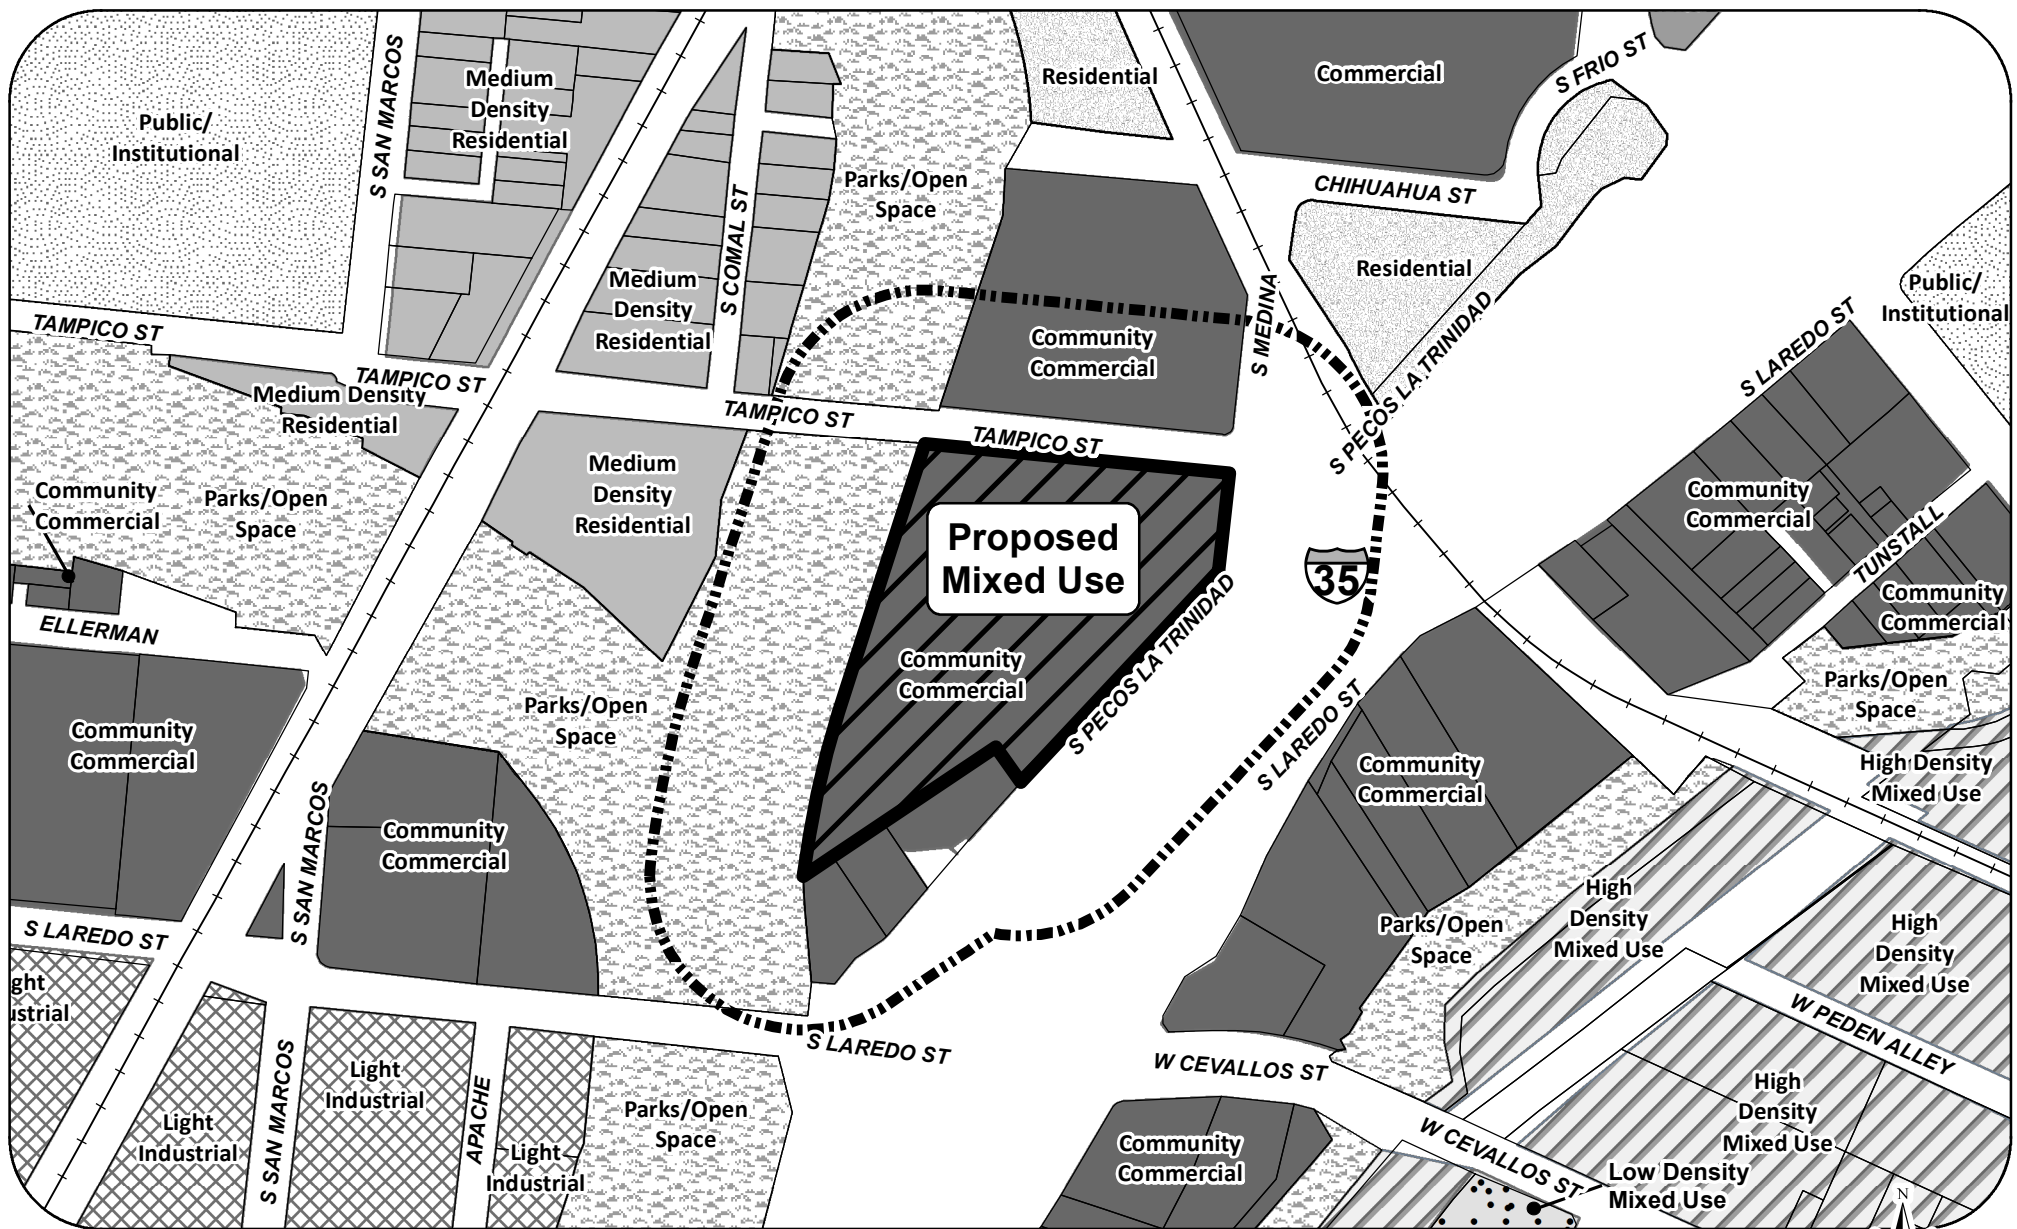 S SAN MARCOS
Medium
Density
Residential
Public/
Institutional
Residential
Commercial
S FRIO ST
Parks/Open
Space
CHIHUAHUA ST
S COMAL ST
Medium
Density
Residential
Residential
S MEDINA
Public/
Institutional
TAMPICO ST
TAMPICO ST
Medium Density
Residential
Community
Commercial
S PECOS LA TRINIDAD
S LAREDO ST
TAMPICO ST
TAMPICO ST
Community
Commercial
Parks/Open
Space
Medium
Density
Residential
Proposed
Mixed Use
35
Community
Commercial
TUNSTALL
Community
Commercial
ELLERMAN
Community
Commercial
S PECOS LA TRINIDAD
Parks/Open
Space
Parks/Open
Space
Community
Commercial
S LAREDO ST
Community
Commercial
High Density
Mixed Use
S SAN MARCOS
Community
Commercial
High
Density
Mixed Use
Parks/Open
Space
High
Density
Mixed Use
S LAREDO ST
ght
ustrial
S LAREDO ST
W PEDEN ALLEY
W CEVALLOS ST
Light
Industrial
S SAN MARCOS
Light
Industrial
APACHE
Light
Industrial
Parks/Open
Space
Community
Commercial
High
Density
Mixed Use
W CEVALLOS ST
Low Density
Mixed Use
N